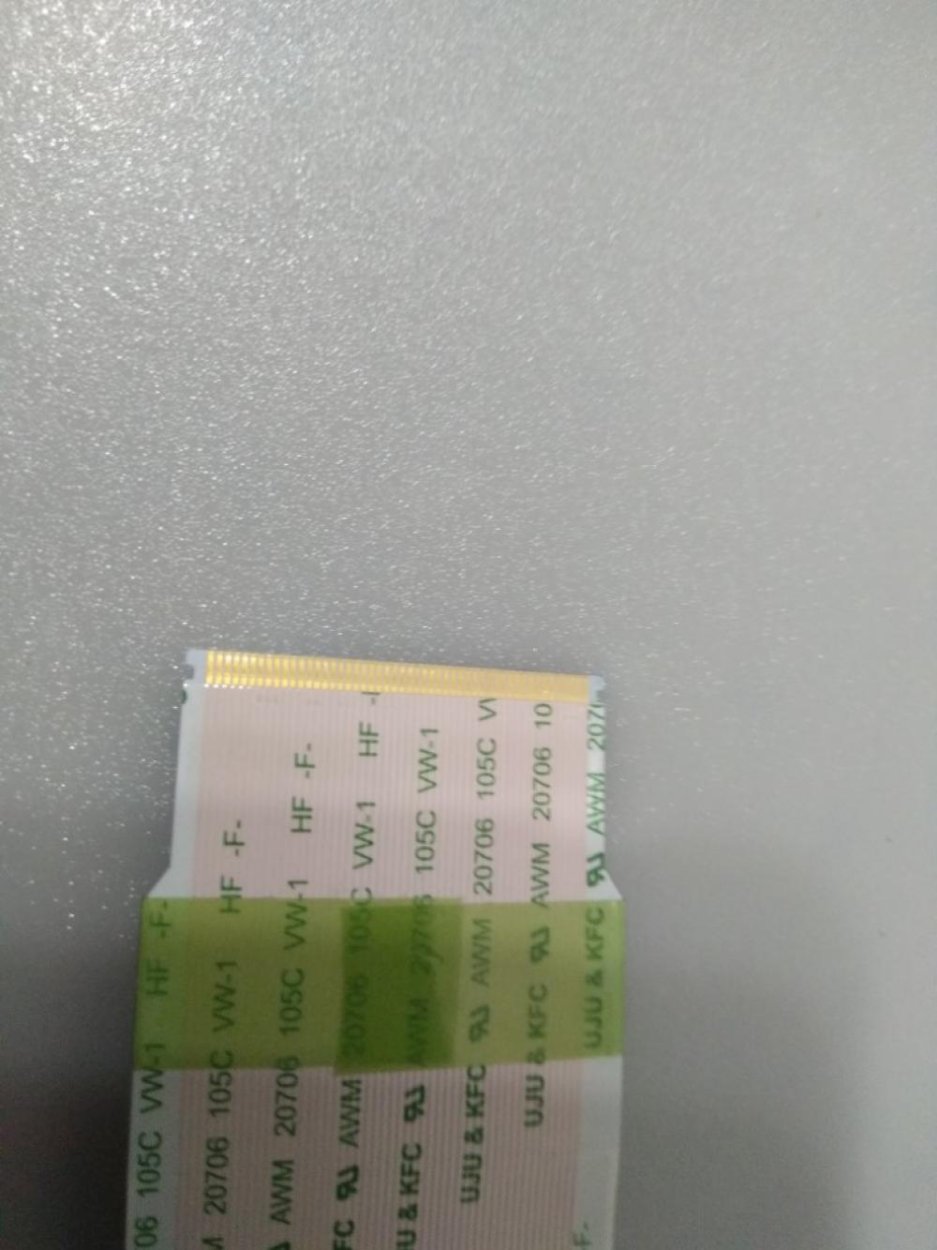 06 105C VW-1 HF -F-
20706 105C VW-1 HF -F-
AWM 20706 105C VW-1 HF -F-
FC AWM 20706 105C VW-1 HF
U & KFC AWM 20706 105C VW-1
UJU & KFC AWM 20706 105C
UJU & KFC AWM 20706 10
UJU & KFC AWM
F-